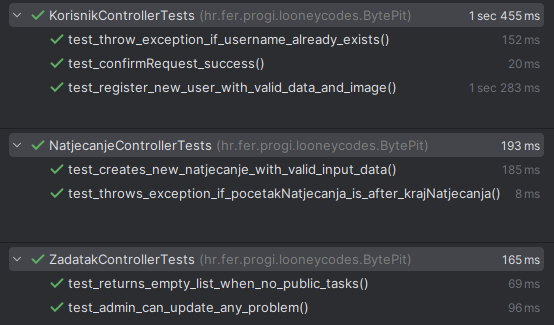 KorisnikControllerTests (hr.fer.progi.looneycodes.BytePit) 1 sec 455 ms
test_throw_exception_if_username_already_exists() 152 ms
test_confirmRequest_success() 20 ms
test_register_new_user_with_valid_data_and_image() 1 sec 283 ms
NatjecanjeControllerTests (hr.fer.progi.looneycodes.BytePit) 193 ms
test_creates_new_natjecanje_with_valid_input_data() 185 ms
test_throws_exception_if_pocetakNatjecanja_is_after_krajNatjecanja() 8 ms
ZadatakControllerTests (hr.fer.progi.looneycodes.BytePit) 165 ms
test_returns_empty_list_when_no_public_tasks() 69 ms
test_admin_can_update_any_problem() 96 ms